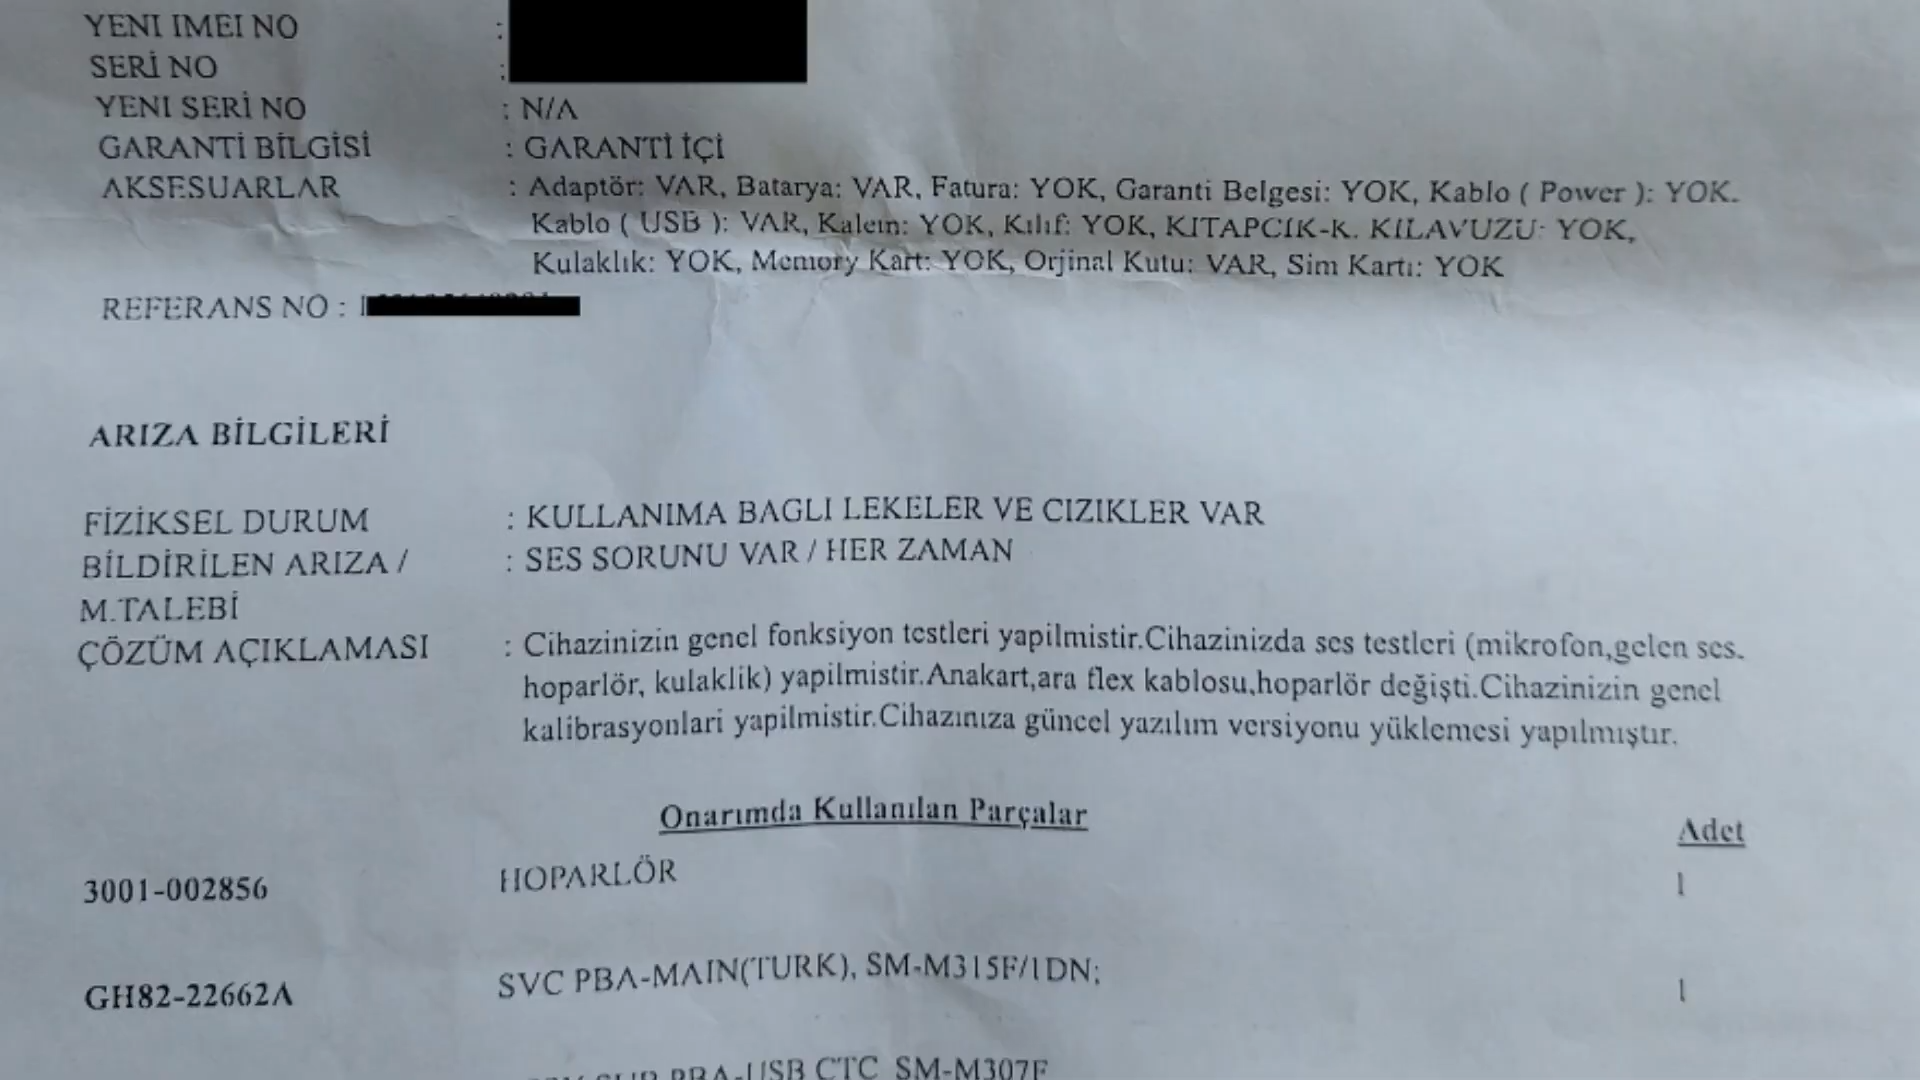 YENI IMEI NO :
SERİ NO :
YENI SERİ NO : N/A
GARANTİ BİLGİSİ : GARANTİ İÇİ
AKSESUARLAR : Adaptör: VAR, Batarya: VAR, Fatura: YOK, Garanti Belgesi: YOK, Kablo ( Power ): YOK.
Kablo ( USB ): VAR, Kalem: YOK, Kılıf: YOK, KITAPCIK-K. KILAVUZU: YOK,
Kulaklık: YOK, Memory Kart: YOK, Orjinal Kutu: VAR, Sim Kartı: YOK
REFERANS NO :
ARIZA BİLGİLERİ
FİZİKSEL DURUM : KULLANIMA BAGLI LEKELER VE CIZIKLER VAR
BİLDİRİLEN ARIZA / : SES SORUNU VAR / HER ZAMAN
M.TALEBİ
ÇÖZÜM AÇIKLAMASI : Cihazinizin genel fonksiyon testleri yapilmistir.Cihazinizda ses testleri (mikrofon,gelen ses.
hoparlör, kulaklik) yapilmistir.Anakart,ara flex kablosu,hoparlör değişti.Cihazinizin genel
kalibrasyonlari yapilmistir.Cihazınıza güncel yazılım versiyonu yüklemesi yapılmıştır.
Onarımda Kullanılan Parçalar Adet
3001-002856 HOPARLÖR 1
GH82-22662A SVC PBA-MAIN(TURK), SM-M315F/1DN; 1
PBA-USB CTC SM-M307F